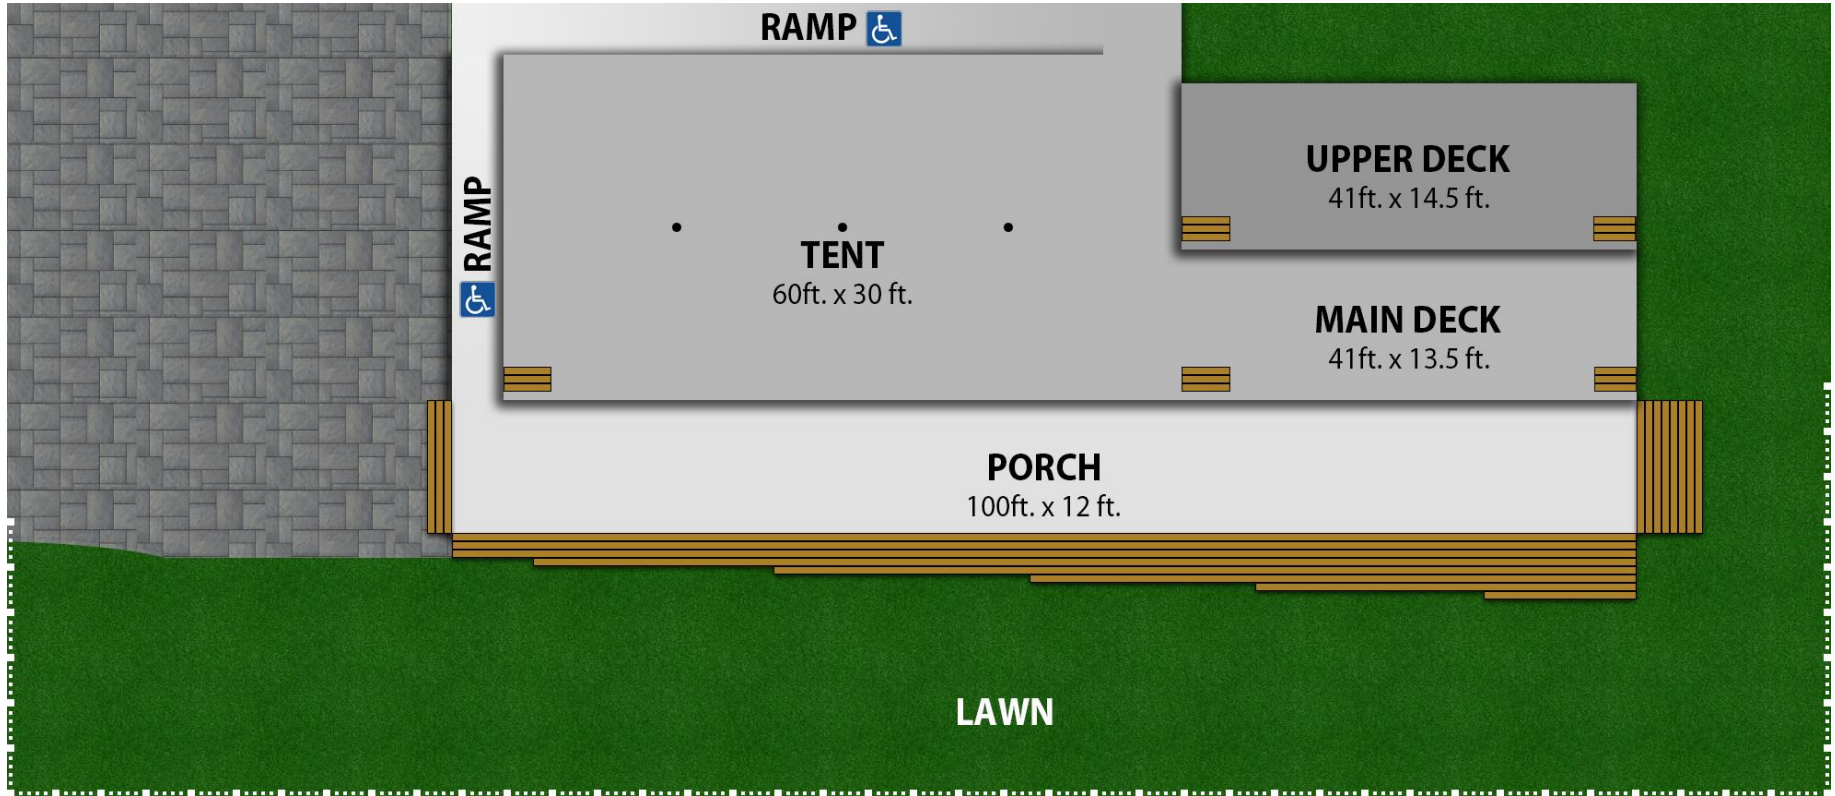 RAMP
RAMP
UPPER DECK
41ft. x 14.5 ft.
TENT
60ft. x 30 ft.
MAIN DECK
41ft. x 13.5 ft.
PORCH
100ft. x 12 ft.
LAWN